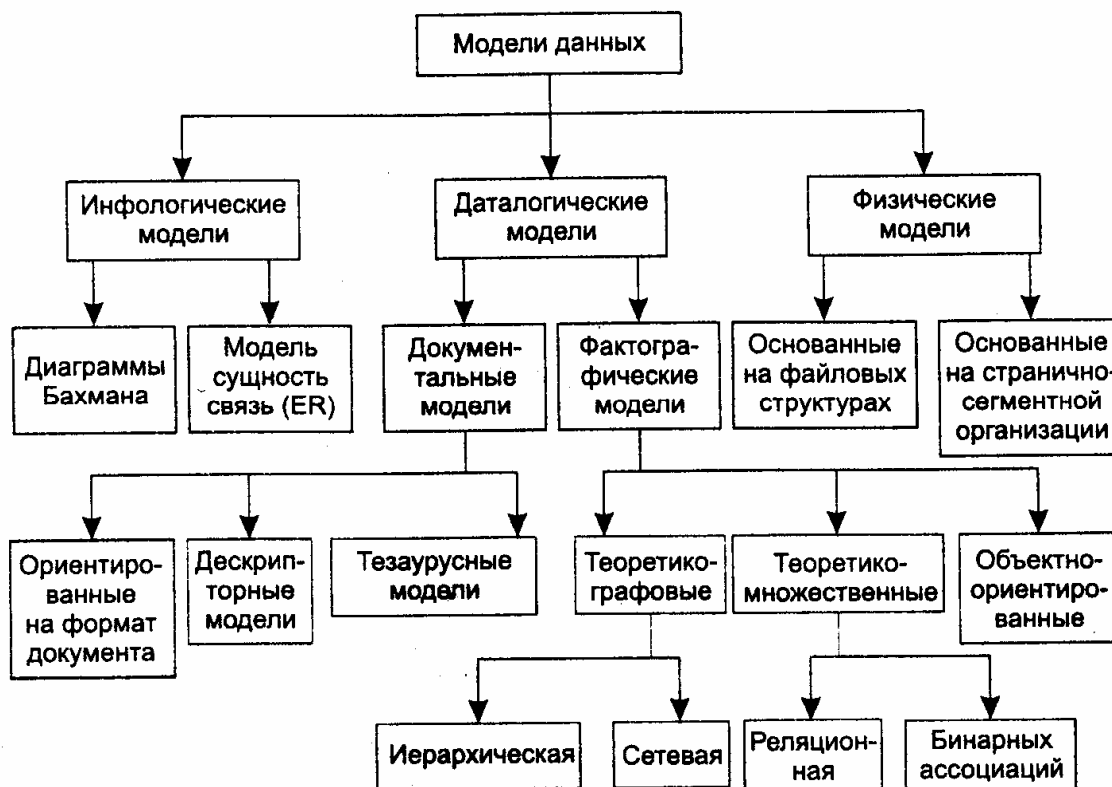 Модели данных
Инфологические
модели
Даталогические
модели
Физические
модели
Диаграммы
Бахмана
Модель
сущность
связь (ER)
Докумен-
тальные
модели
Фактогра-
фические
модели
Основанные
на файловых
структурах
Основанные
на странично-
сегментной
организации
Ориентиро-
ванные
на формат
документа
Дескрип-
торные
модели
Тезаурусные
модели
Теоретико-
графовые
Теоретико-
множественные
Объектно-
ориентиро-
ванные
Иерархическая
Сетевая
Реляцион-
ная
Бинарных
ассоциаций